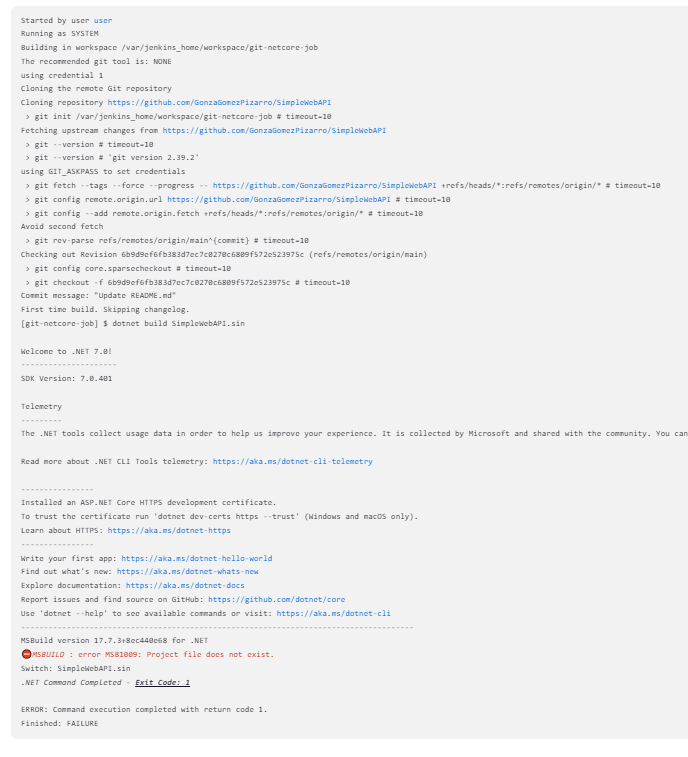 Started by user user
Running as SYSTEM
Building in workspace /var/jenkins_home/workspace/git-netcore-job
The recommended git tool is: NONE
using credential 1
Cloning the remote Git repository
Cloning repository https://github.com/GonzaGomezPizarro/SimpleWebAPI
 > git init /var/jenkins_home/workspace/git-netcore-job # timeout=10
Fetching upstream changes from https://github.com/GonzaGomezPizarro/SimpleWebAPI
 > git --version # timeout=10
 > git --version # 'git version 2.39.2'
using GIT_ASKPASS to set credentials
 > git fetch --tags --force --progress -- https://github.com/GonzaGomezPizarro/SimpleWebAPI +refs/heads/*:refs/remotes/origin/* # timeout=10
 > git config remote.origin.url https://github.com/GonzaGomezPizarro/SimpleWebAPI # timeout=10
 > git config --add remote.origin.fetch +refs/heads/*:refs/remotes/origin/* # timeout=10
Avoid second fetch
 > git rev-parse refs/remotes/origin/main^{commit} # timeout=10
Checking out Revision 6b9d9ef6fb383d7ec7c0270c6809f572e523975c (refs/remotes/origin/main)
 > git config core.sparsecheckout # timeout=10
 > git checkout -f 6b9d9ef6fb383d7ec7c0270c6809f572e523975c # timeout=10
Commit message: "Update README.md"
First time build. Skipping changelog.
[git-netcore-job] $ dotnet build SimpleWebAPI.sin

Welcome to .NET 7.0!
---------------------
SDK Version: 7.0.401

Telemetry
---------
The .NET tools collect usage data in order to help us improve your experience. It is collected by Microsoft and shared with the community. You can

Read more about .NET CLI Tools telemetry: https://aka.ms/dotnet-cli-telemetry

----------------
Installed an ASP.NET Core HTTPS development certificate.
To trust the certificate run 'dotnet dev-certs https --trust' (Windows and macOS only).
Learn about HTTPS: https://aka.ms/dotnet-https
----------------
Write your first app: https://aka.ms/dotnet-hello-world
Find out what's new: https://aka.ms/dotnet-whats-new
Explore documentation: https://aka.ms/dotnet-docs
Report issues and find source on GitHub: https://github.com/dotnet/core
Use 'dotnet --help' to see available commands or visit: https://aka.ms/dotnet-cli
--------------------------------------------------------------------------------------
MSBuild version 17.7.3+8ec440e68 for .NET
MSBUILD : error MSB1009: Project file does not exist.
Switch: SimpleWebAPI.sin
.NET Command Completed - Exit Code: 1

ERROR: Command execution completed with return code 1.
Finished: FAILURE